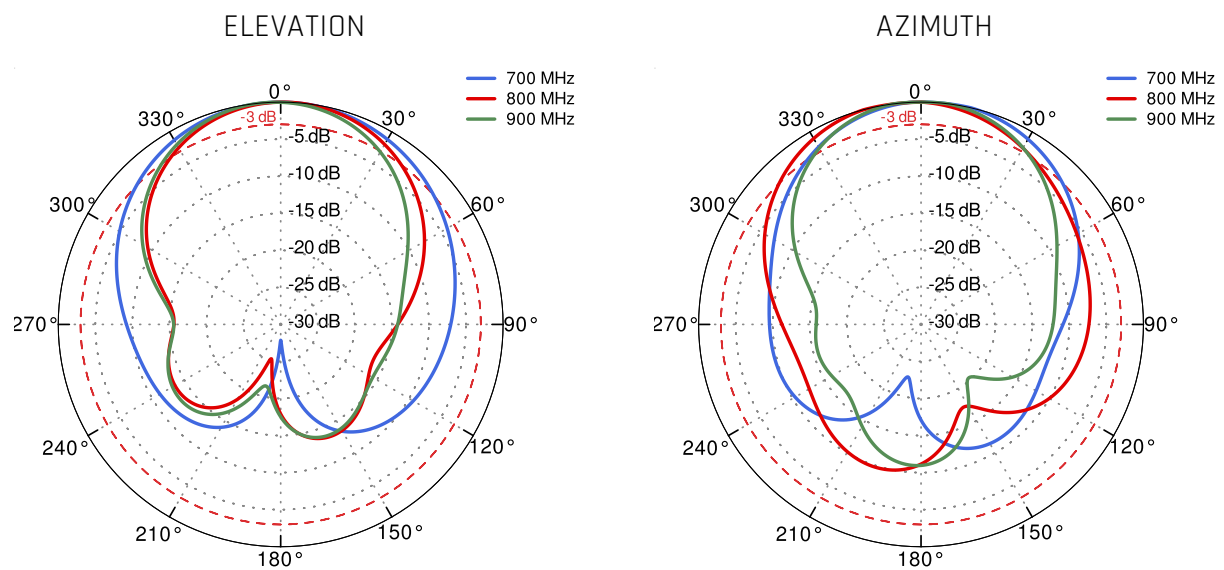 ELEVATION
700 MHz
800 MHz
900 MHz
0°
-3 dB
330°
30°
-5 dB
-10 dB
300°
60°
-15 dB
-20 dB
-25 dB
270°
-30 dB
90°
240°
120°
210°
150°
180°
AZIMUTH
700 MHz
800 MHz
900 MHz
0°
-3 dB
330°
30°
-5 dB
-10 dB
300°
60°
-15 dB
-20 dB
-25 dB
270°
-30 dB
90°
240°
120°
210°
150°
180°